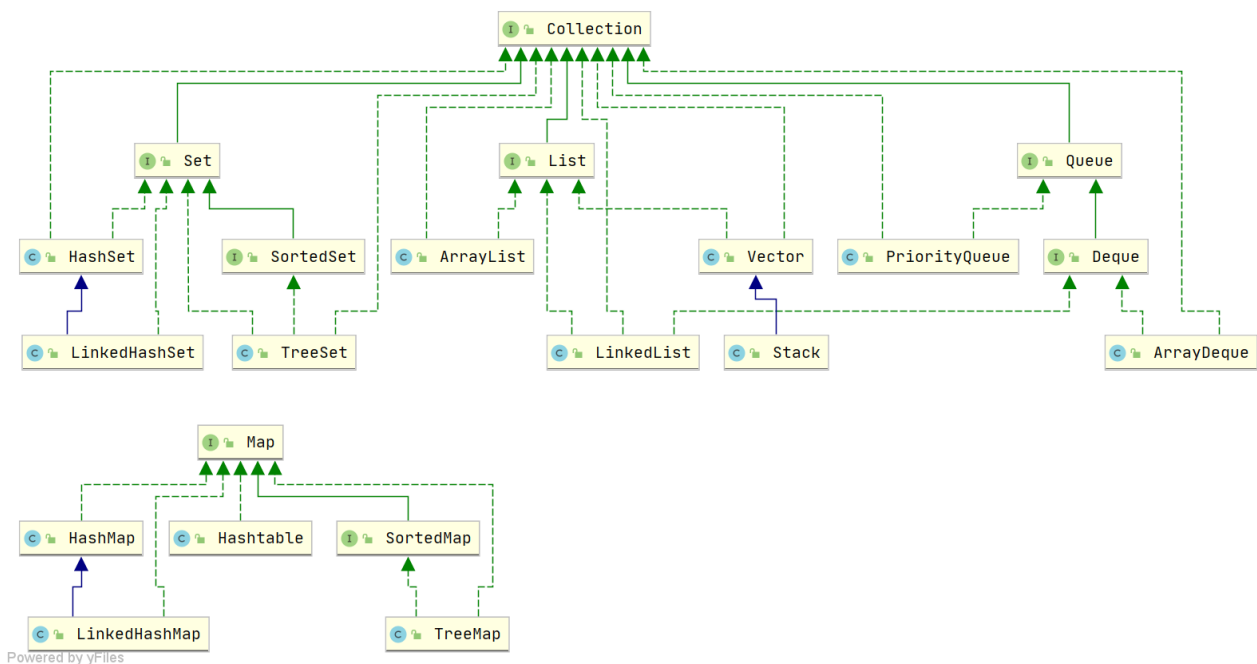 I Collection
I Set
I List
I Queue
C HashSet
I SortedSet
C ArrayList
C Vector
C PriorityQueue
I Deque
C LinkedHashSet
C TreeSet
C LinkedList
C Stack
C ArrayDeque
I Map
C HashMap
C Hashtable
I SortedMap
C LinkedHashMap
C TreeMap
Powered by yFiles